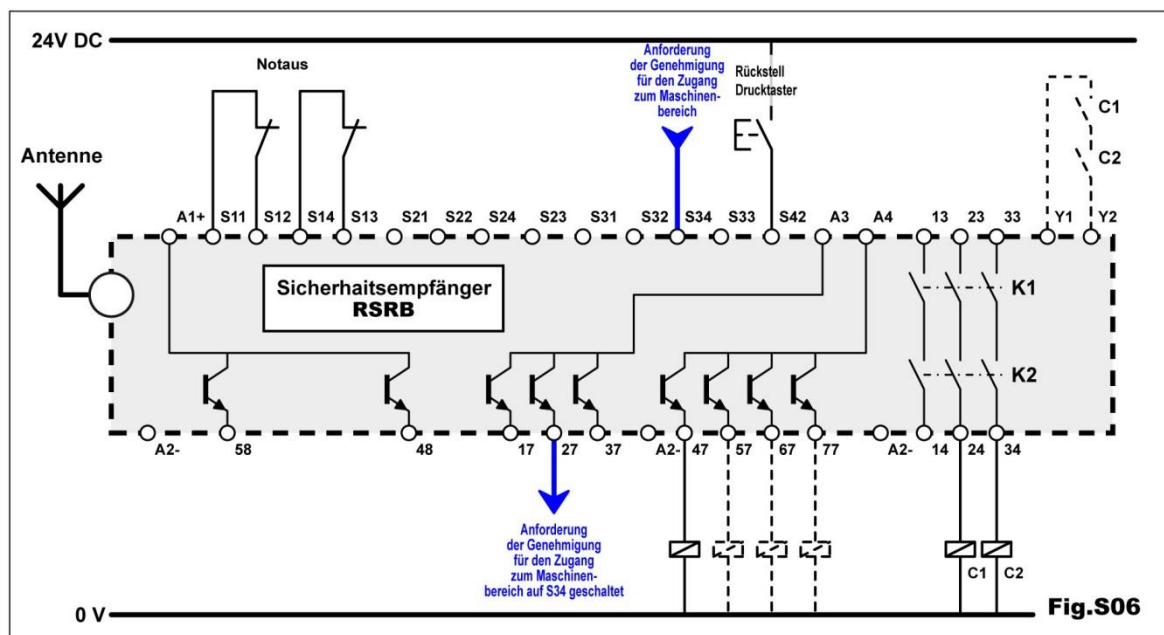 24V DC
Notaus
Anforderung
der Genehmigung
für den Zugang
zum Maschinen-
bereich
Rückstell
Drucktaster
C1
C2
Antenne
A1+ S11 S12 S14 S13 S21 S22 S24 S23 S31 S32 S34 S33 S42 A3 A4 13 23 33 Y1 Y2
Sicherhaitsempfänger
RSRB
K1
K2
A2- 58 48 17 27 37 A2- 47 57 67 77 A2- 14 24 34
Anforderung
der Genehmigung
für den Zugang
zum Maschinen-
bereich auf S34 geschaltet
C1 C2
0 V
Fig.S06